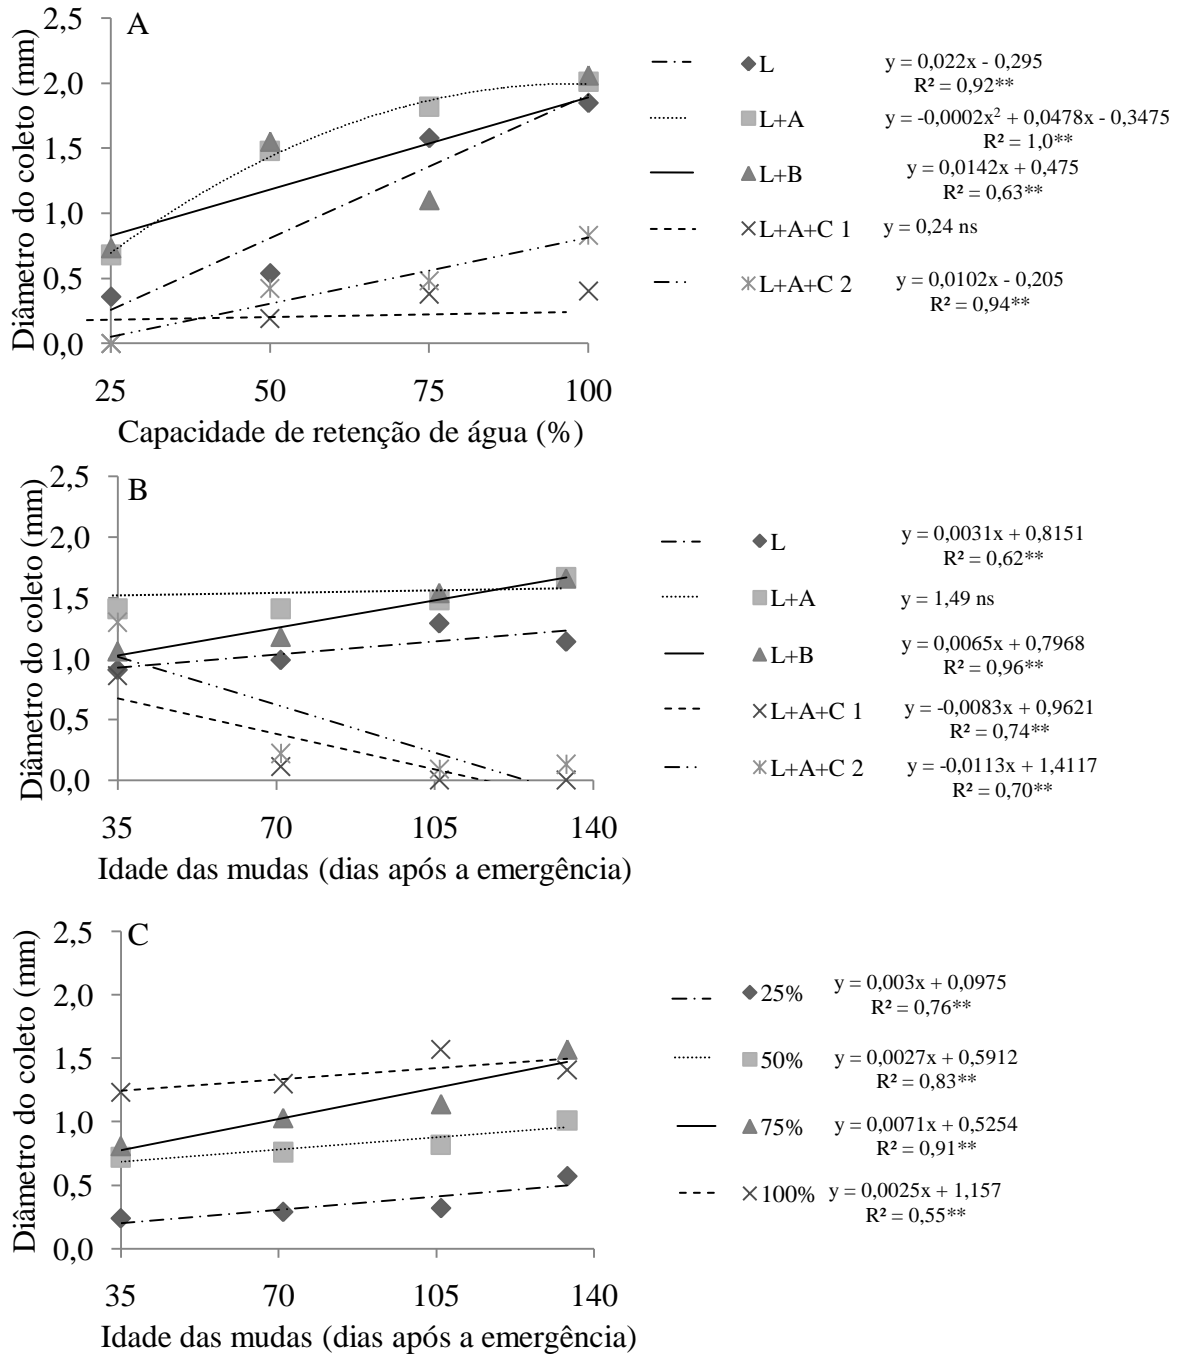 A
Diâmetro do coleto (mm)
2,5
2,0
1,5
1,0
0,5
0,0
25 50 75 100
Capacidade de retenção de água (%)
L y = 0,022x - 0,295
R² = 0,92**
L+A y = -0,0002x² + 0,0478x - 0,3475
R² = 1,0**
L+B y = 0,0142x + 0,475
R² = 0,63**
L+A+C 1 y = 0,24 ns
L+A+C 2 y = 0,0102x - 0,205
R² = 0,94**
B
Diâmetro do coleto (mm)
2,5
2,0
1,5
1,0
0,5
0,0
35 70 105 140
Idade das mudas (dias após a emergência)
L y = 0,0031x + 0,8151
R² = 0,62**
L+A y = 1,49 ns
L+B y = 0,0065x + 0,7968
R² = 0,96**
L+A+C 1 y = -0,0083x + 0,9621
R² = 0,74**
L+A+C 2 y = -0,0113x + 1,4117
R² = 0,70**
C
Diâmetro do coleto (mm)
2,5
2,0
1,5
1,0
0,5
0,0
35 70 105 140
Idade das mudas (dias após a emergência)
25% y = 0,003x + 0,0975
R² = 0,76**
50% y = 0,0027x + 0,5912
R² = 0,83**
75% y = 0,0071x + 0,5254
R² = 0,91**
100% y = 0,0025x + 1,157
R² = 0,55**